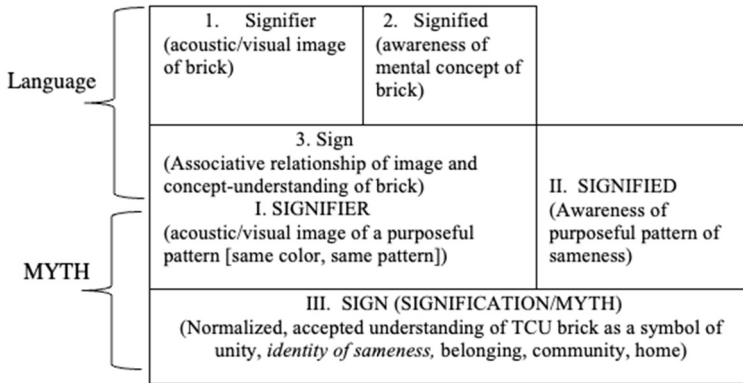 Language
1. Signifier
(acoustic/visual image
of brick)
2. Signified
(awareness of
mental concept of
brick)
3. Sign
(Associative relationship of image and
concept-understanding of brick)
MYTH
I. SIGNIFIER
(acoustic/visual image of a purposeful
pattern [same color, same pattern])
II. SIGNIFIED
(Awareness of
purposeful pattern of
sameness)
III. SIGN (SIGNIFICATION/MYTH)
(Normalized, accepted understanding of TCU brick as a symbol of
unity, identity of sameness, belonging, community, home)